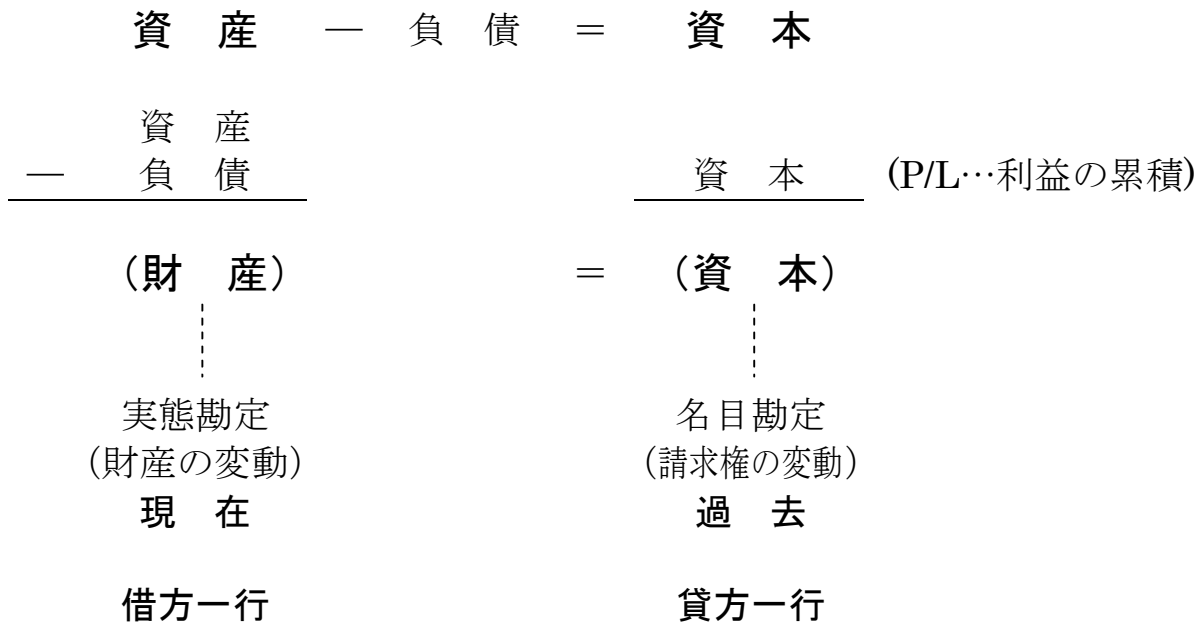 資 産 — 負 債 = 資 本
資 産
— 負 債 資 本 (P/L…利益の累積)
(財 産) = (資 本)
実態勘定 名目勘定
(財産の変動) (請求権の変動)
現 在 過 去
借方一行 貸方一行